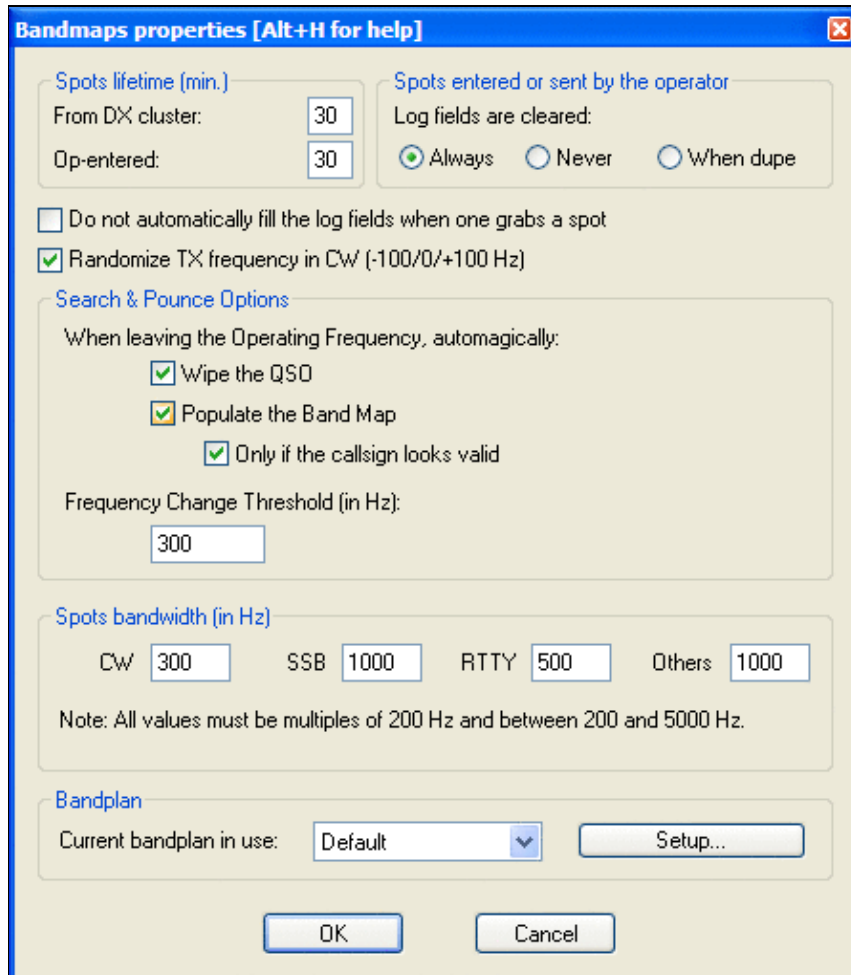 Bandmaps properties [Alt+H for help]
Spots lifetime (min.)
From DX cluster: 30
Op-entered: 30
Spots entered or sent by the operator
Log fields are cleared:
Always Never When dupe
Do not automatically fill the log fields when one grabs a spot
Randomize TX frequency in CW (-100/0/+100 Hz)
Search & Pounce Options
When leaving the Operating Frequency, automagically:
Wipe the QSO
Populate the Band Map
Only if the callsign looks valid
Frequency Change Threshold (in Hz):
300
Spots bandwidth (in Hz)
CW 300 SSB 1000 RTTY 500 Others 1000
Note: All values must be multiples of 200 Hz and between 200 and 5000 Hz.
Bandplan
Current bandplan in use: Default Setup...
OK Cancel